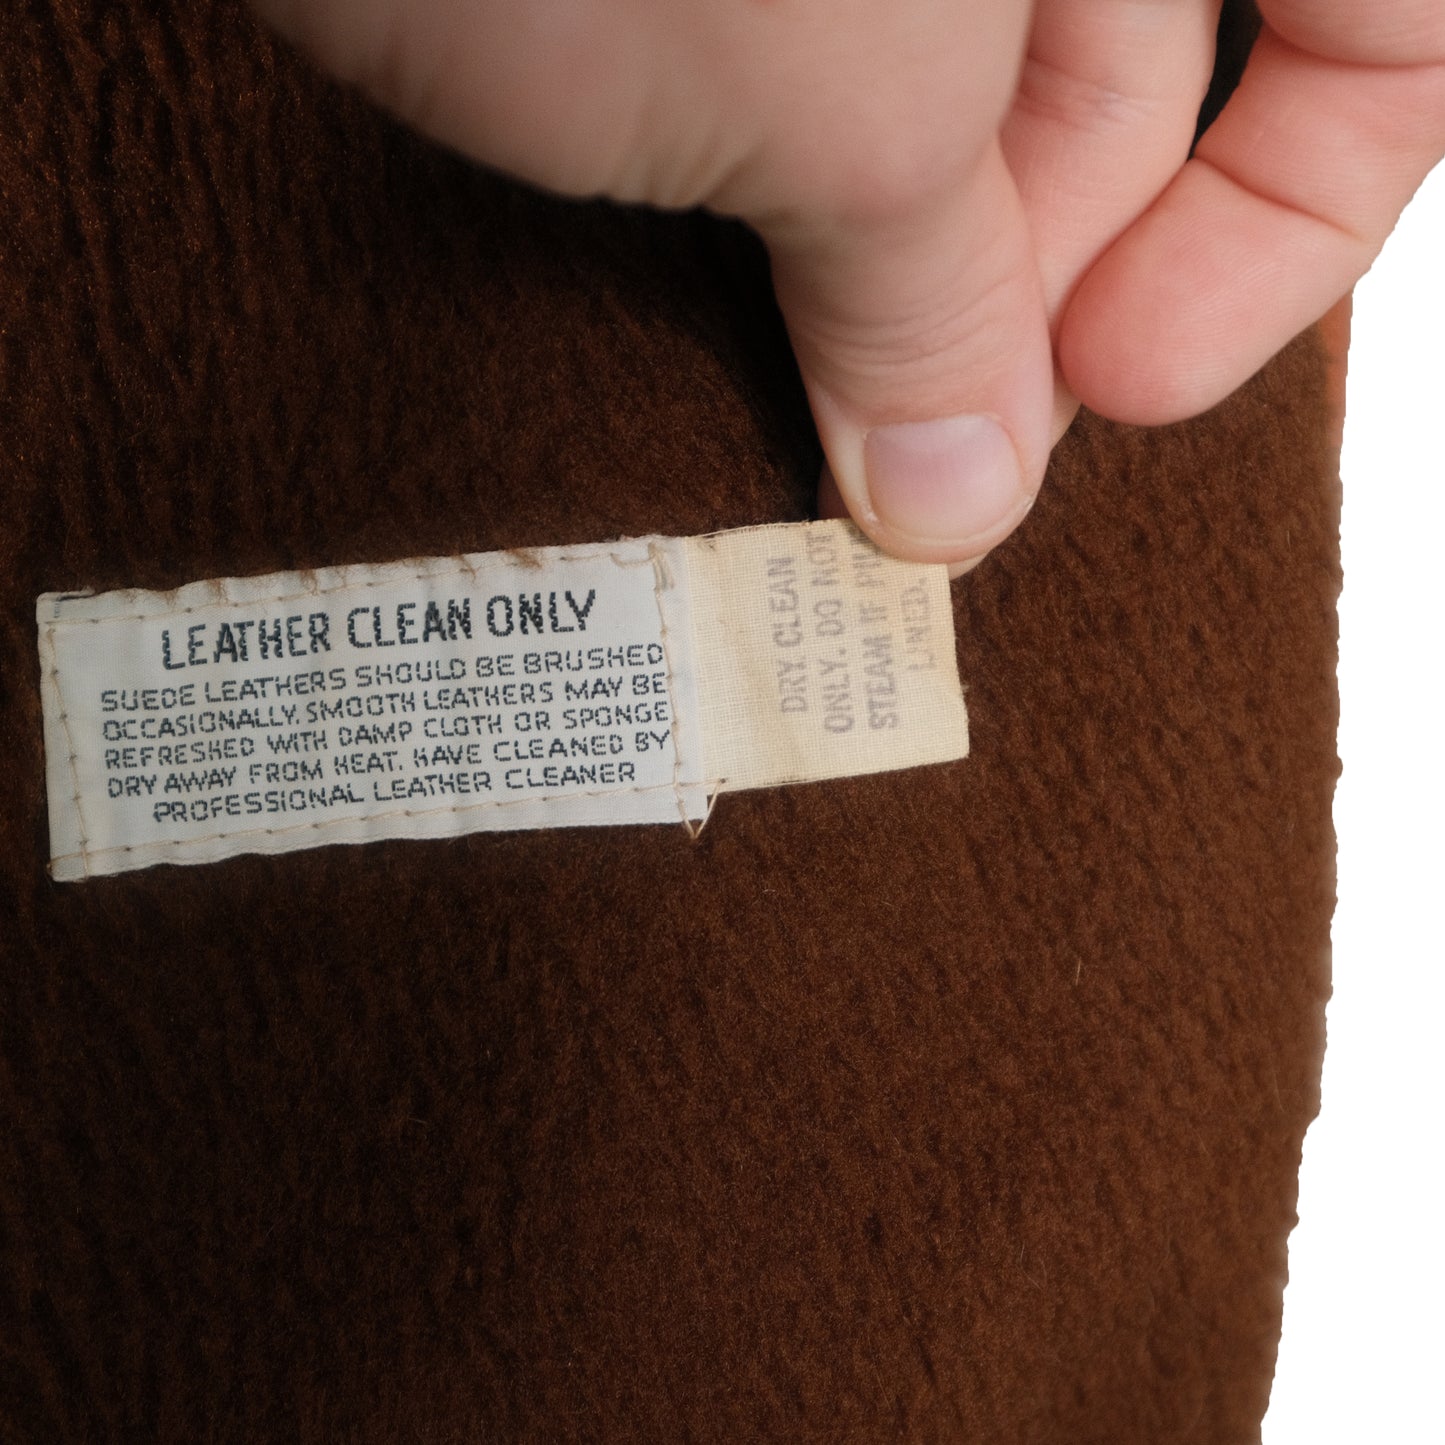 LEATHER CLEAN ONLY
SUEDE LEATHERS SHOULD BE BRUSHED
OCCASIONALLY. SMOOTH LEATHERS MAY BE
REFRESHED WITH DAMP CLOTH OR SPONGE
DRY AWAY FROM HEAT. HAVE CLEANED BY
PROFESSIONAL LEATHER CLEANER
DRY CLEAN
ONLY. DO NOT
STEAM IF
LINED.